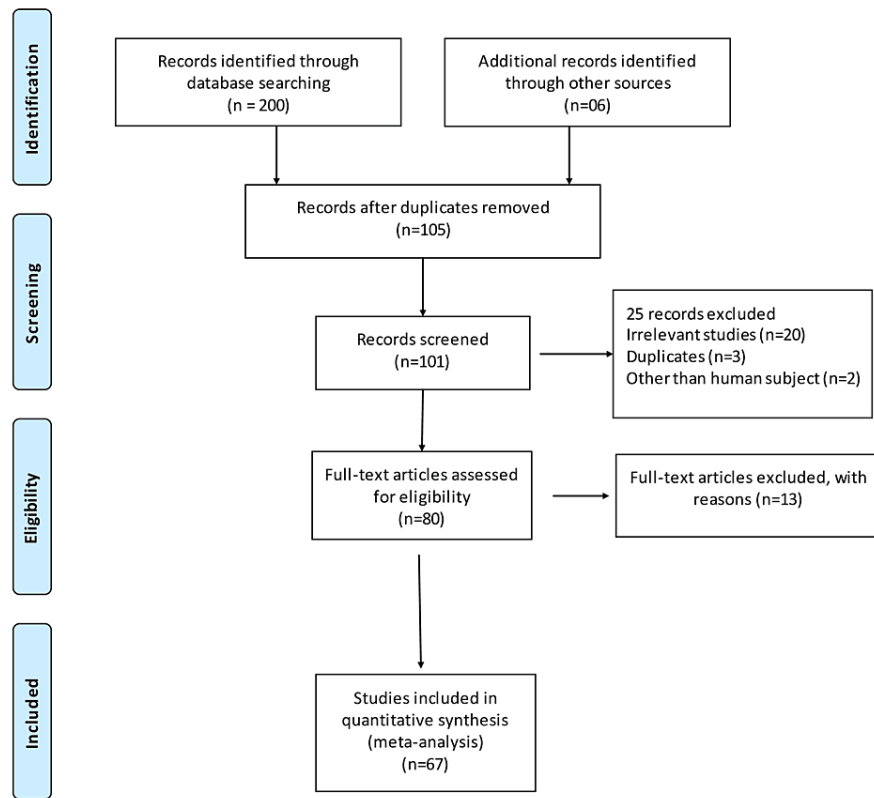 Identification
Records identified through
database searching
(n = 200)
Additional records identified
through other sources
(n=06)
Records after duplicates removed
(n=105)
Screening
Records screened
(n=101)
25 records excluded
Irrelevant studies (n=20)
Duplicates (n=3)
Other than human subject (n=2)
Eligibility
Full-text articles assessed
for eligibility
(n=80)
Full-text articles excluded, with
reasons (n=13)
Included
Studies included in
quantitative synthesis
(meta-analysis)
(n=67)